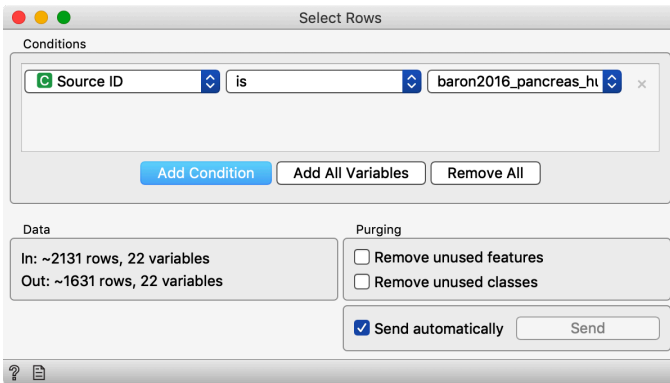 Select Rows
Conditions
C Source ID is baron2016_pancreas_hu
Add Condition Add All Variables Remove All
Data Purging
In: ~2131 rows, 22 variables
Out: ~1631 rows, 22 variables
Remove unused features
Remove unused classes
Send automatically Send
?